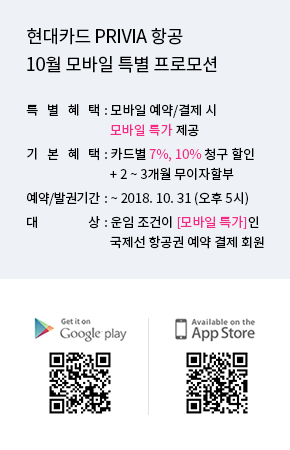 현대카드 PRIVIA 항공
10월 모바일 특별 프로모션
특 별 혜 택 : 모바일 예약/결제 시
모바일 특가 제공
기 본 혜 택 : 카드별 7%, 10% 청구 할인
+ 2 ~ 3개월 무이자할부
예약/발권기간 : ~ 2018. 10. 31 (오후 5시)
대 상 : 운임 조건이 [모바일 특가]인
국제선 항공권 예약 결제 회원
Get it on
Google play
Available on the
App Store